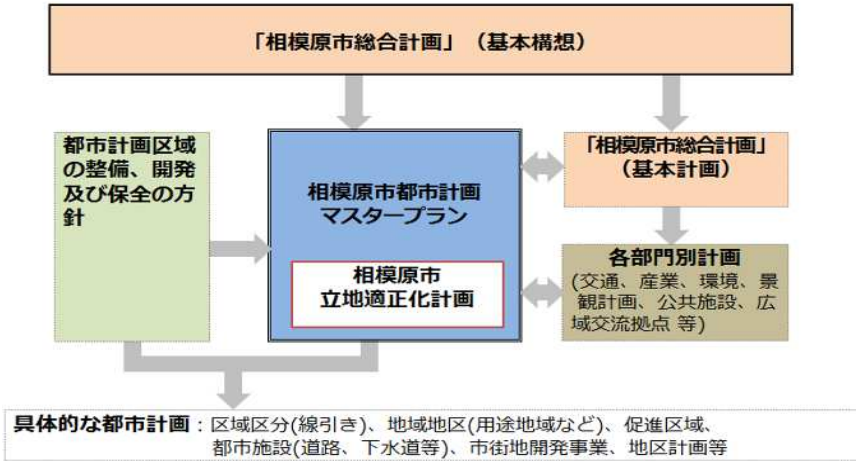 「相模原市総合計画」（基本構想）
都市計画区域
の整備、開発
及び保全の方
針
相模原市都市計画
マスタープラン
相模原市
立地適正化計画
「相模原市総合計画」
（基本計画）
各部門別計画
(交通、産業、環境、景
観計画、公共施設、広
域交流拠点 等)
具体的な都市計画：区域区分(線引き)、地域地区(用途地域など)、促進区域、
都市施設(道路、下水道等)、市街地開発事業、地区計画等